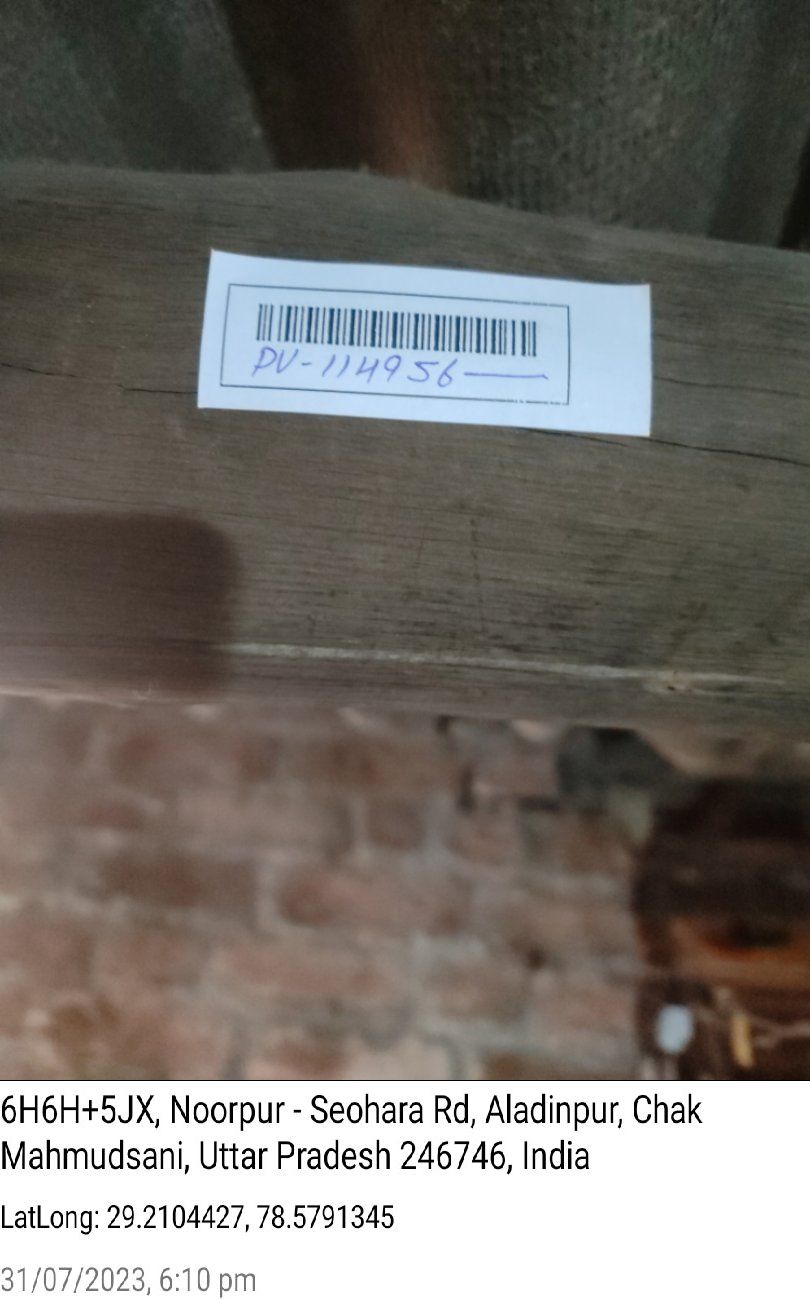 PV-114956
6H6H+5JX, Noorpur - Seohara Rd, Aladinpur, Chak
Mahmudsani, Uttar Pradesh 246746, India
LatLong: 29.2104427, 78.5791345
31/07/2023, 6:10 pm